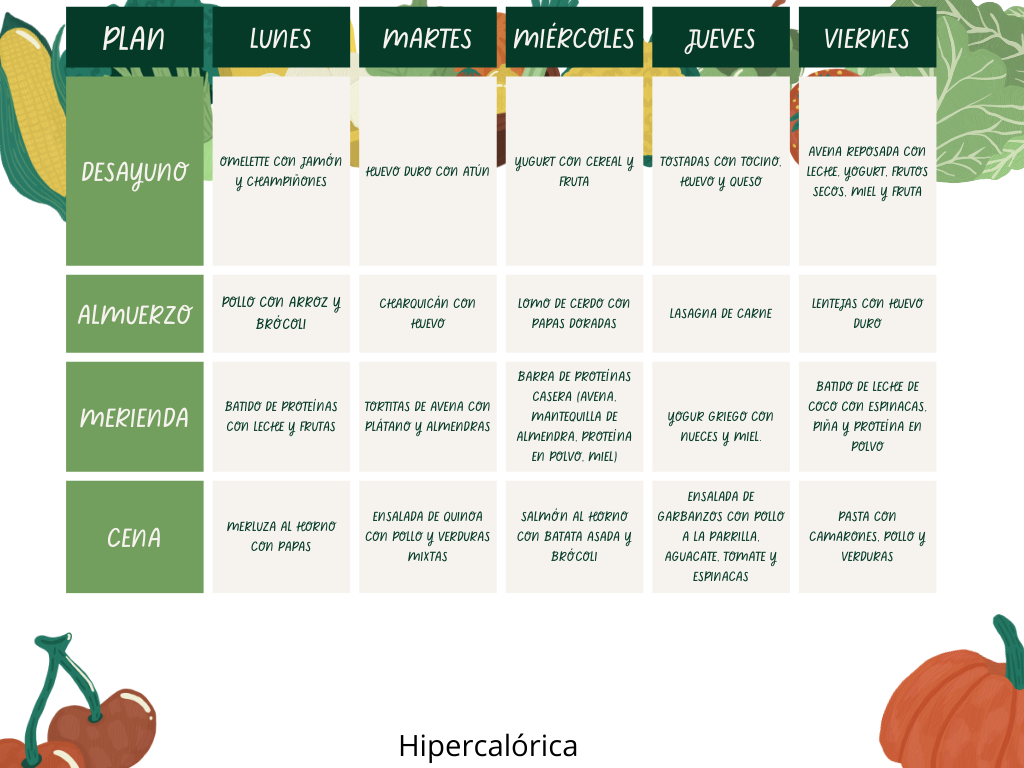 PLAN
LUNES
MARTES
MIÉRCOLES
JUEVES
VIERNES
DESAYUNO
OMELETTE CON JAMÓN
Y CHAMPIÑONES
HUEVO DURO CON ATÚN
YUGURT CON CEREAL Y
FRUTA
TOSTADAS CON TOCINO,
HUEVO Y QUESO
AVENA REPOSADA CON
LECHE, YOGURT, FRUTOS
SECOS, MIEL Y FRUTA
ALMUERZO
POLLO CON ARROZ Y
BRÓCOLI
CHARQUICÁN CON
HUEVO
LOMO DE CERDO CON
PAPAS DORADAS
LASAGNA DE CARNE
LENTEJAS CON HUEVO
DURO
MERIENDA
BATIDO DE PROTEÍNAS
CON LECHE Y FRUTAS
TORTITAS DE AVENA CON
PLÁTANO Y ALMENDRAS
BARRA DE PROTEÍNAS
CASERA (AVENA,
MANTEQUILLA DE
ALMENDRA, PROTEÍNA
EN POLVO, MIEL)
YOGUR GRIEGO CON
NUECES Y MIEL.
BATIDO DE LECHE DE
COCO CON ESPINACAS,
PIÑA Y PROTEÍNA EN
POLVO
CENA
MERLUZA AL HORNO
CON PAPAS
ENSALADA DE QUINOA
CON POLLO Y VERDURAS
MIXTAS
SALMÓN AL HORNO
CON BATATA ASADA Y
BRÓCOLI
ENSALADA DE
GARBANZOS CON POLLO
A LA PARRILLA,
AGUACATE, TOMATE Y
ESPINACAS
PASTA CON
CAMARONES, POLLO Y
VERDURAS
Hipercalórica